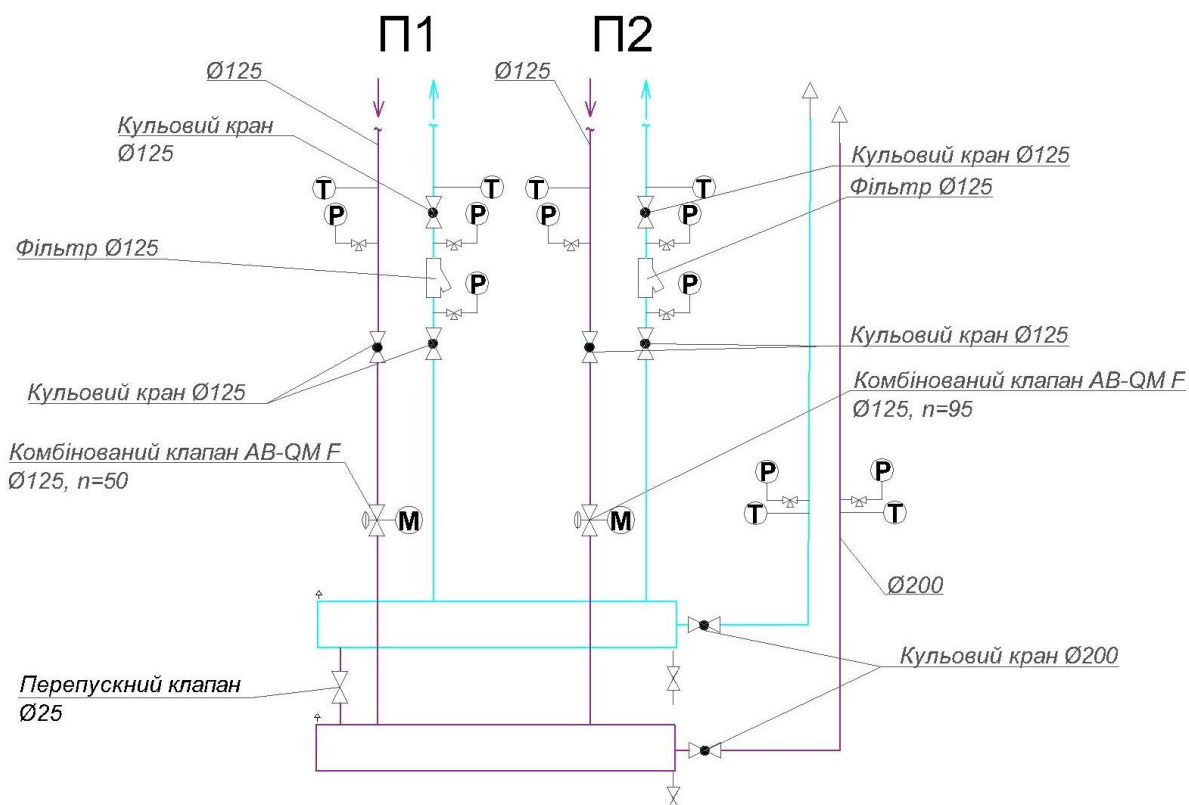 П1
П2
Ø125
Ø125
Кульовий кран
Ø125
Кульовий кран Ø125
Фільтр Ø125
T
T
T
T
P
P
P
P
Фільтр Ø125
P
P
Кульовий кран Ø125
Кульовий кран Ø125
Комбінований клапан AB-QM F
Ø125, n=95
Комбінований клапан AB-QM F
Ø125, n=50
P
P
M
M
T
T
Ø200
Кульовий кран Ø200
Перепускний клапан
Ø25